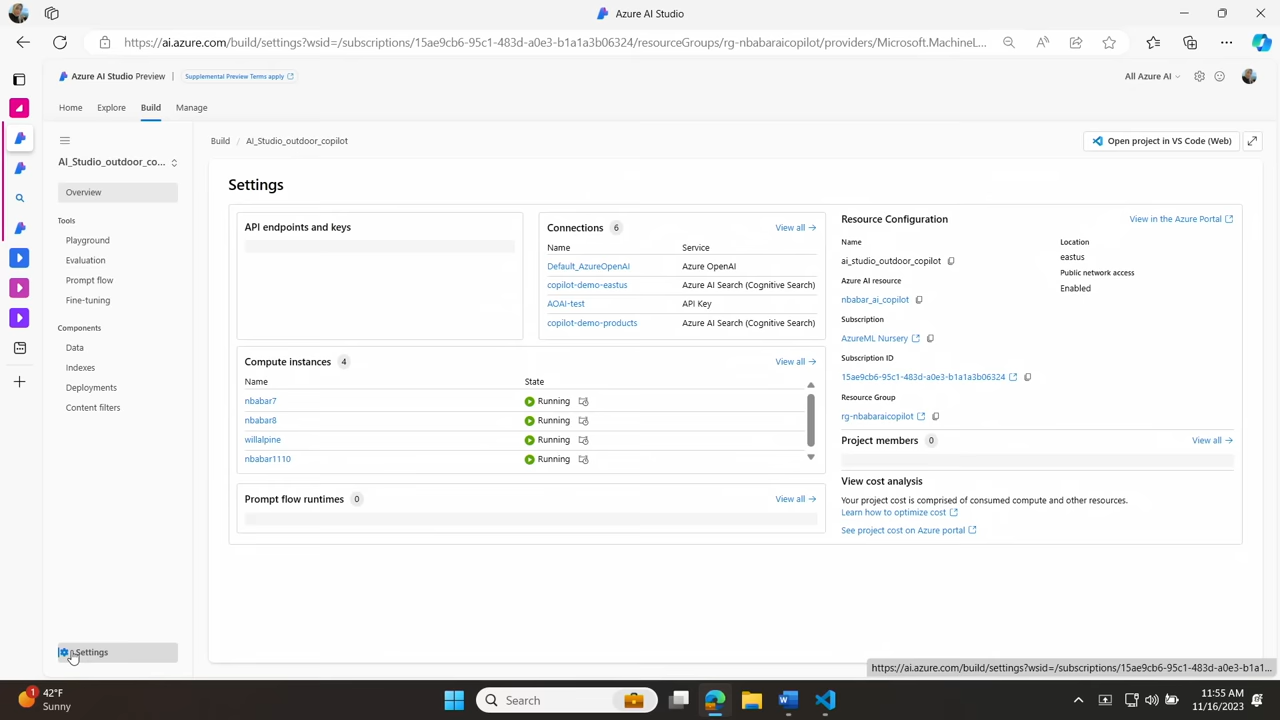 Azure AI Studio
https://ai.azure.com/build/settings?wsid=/subscriptions/15ae9cb6-95c1-483d-a0e3-b1a1a3b06324/resourceGroups/rg-nbabaraicopilot/providers/Microsoft.MachineL...
Azure AI Studio Preview | Supplemental Preview Terms apply
All Azure AI
Home Explore Build Manage
Build / AI_Studio_outdoor_copilot
Open project in VS Code (Web)
AI_Studio_outdoor_co...
Overview
Tools
Playground
Evaluation
Prompt flow
Fine-tuning
Components
Data
Indexes
Deployments
Content filters
Settings
Settings
API endpoints and keys
Connections 6 View all →
Name Service
Default_AzureOpenAI Azure OpenAI
copilot-demo-eastus Azure AI Search (Cognitive Search)
AOAI-test API Key
copilot-demo-products Azure AI Search (Cognitive Search)
Compute instances 4 View all →
Name State
nbabar7 Running
nbabar8 Running
willalpine Running
nbabar1110 Running
Prompt flow runtimes 0 View all →
Resource Configuration View in the Azure Portal
Name
ai_studio_outdoor_copilot
Azure AI resource
nbabar_ai_copilot
Subscription
AzureML Nursery
Subscription ID
15ae9cb6-95c1-483d-a0e3-b1a1a3b06324
Resource Group
rg-nbabaraicopilot
Location
eastus
Public network access
Enabled
Project members 0 View all →
View cost analysis
Your project cost is comprised of consumed compute and other resources.
Learn how to optimize cost
See project cost on Azure portal
https://ai.azure.com/build/settings?wsid=/subscriptions/15ae9cb6-95c1-483d-a0e3-b1a1...
1
42°F
Sunny
Search
11:52 AM
11/16/2023